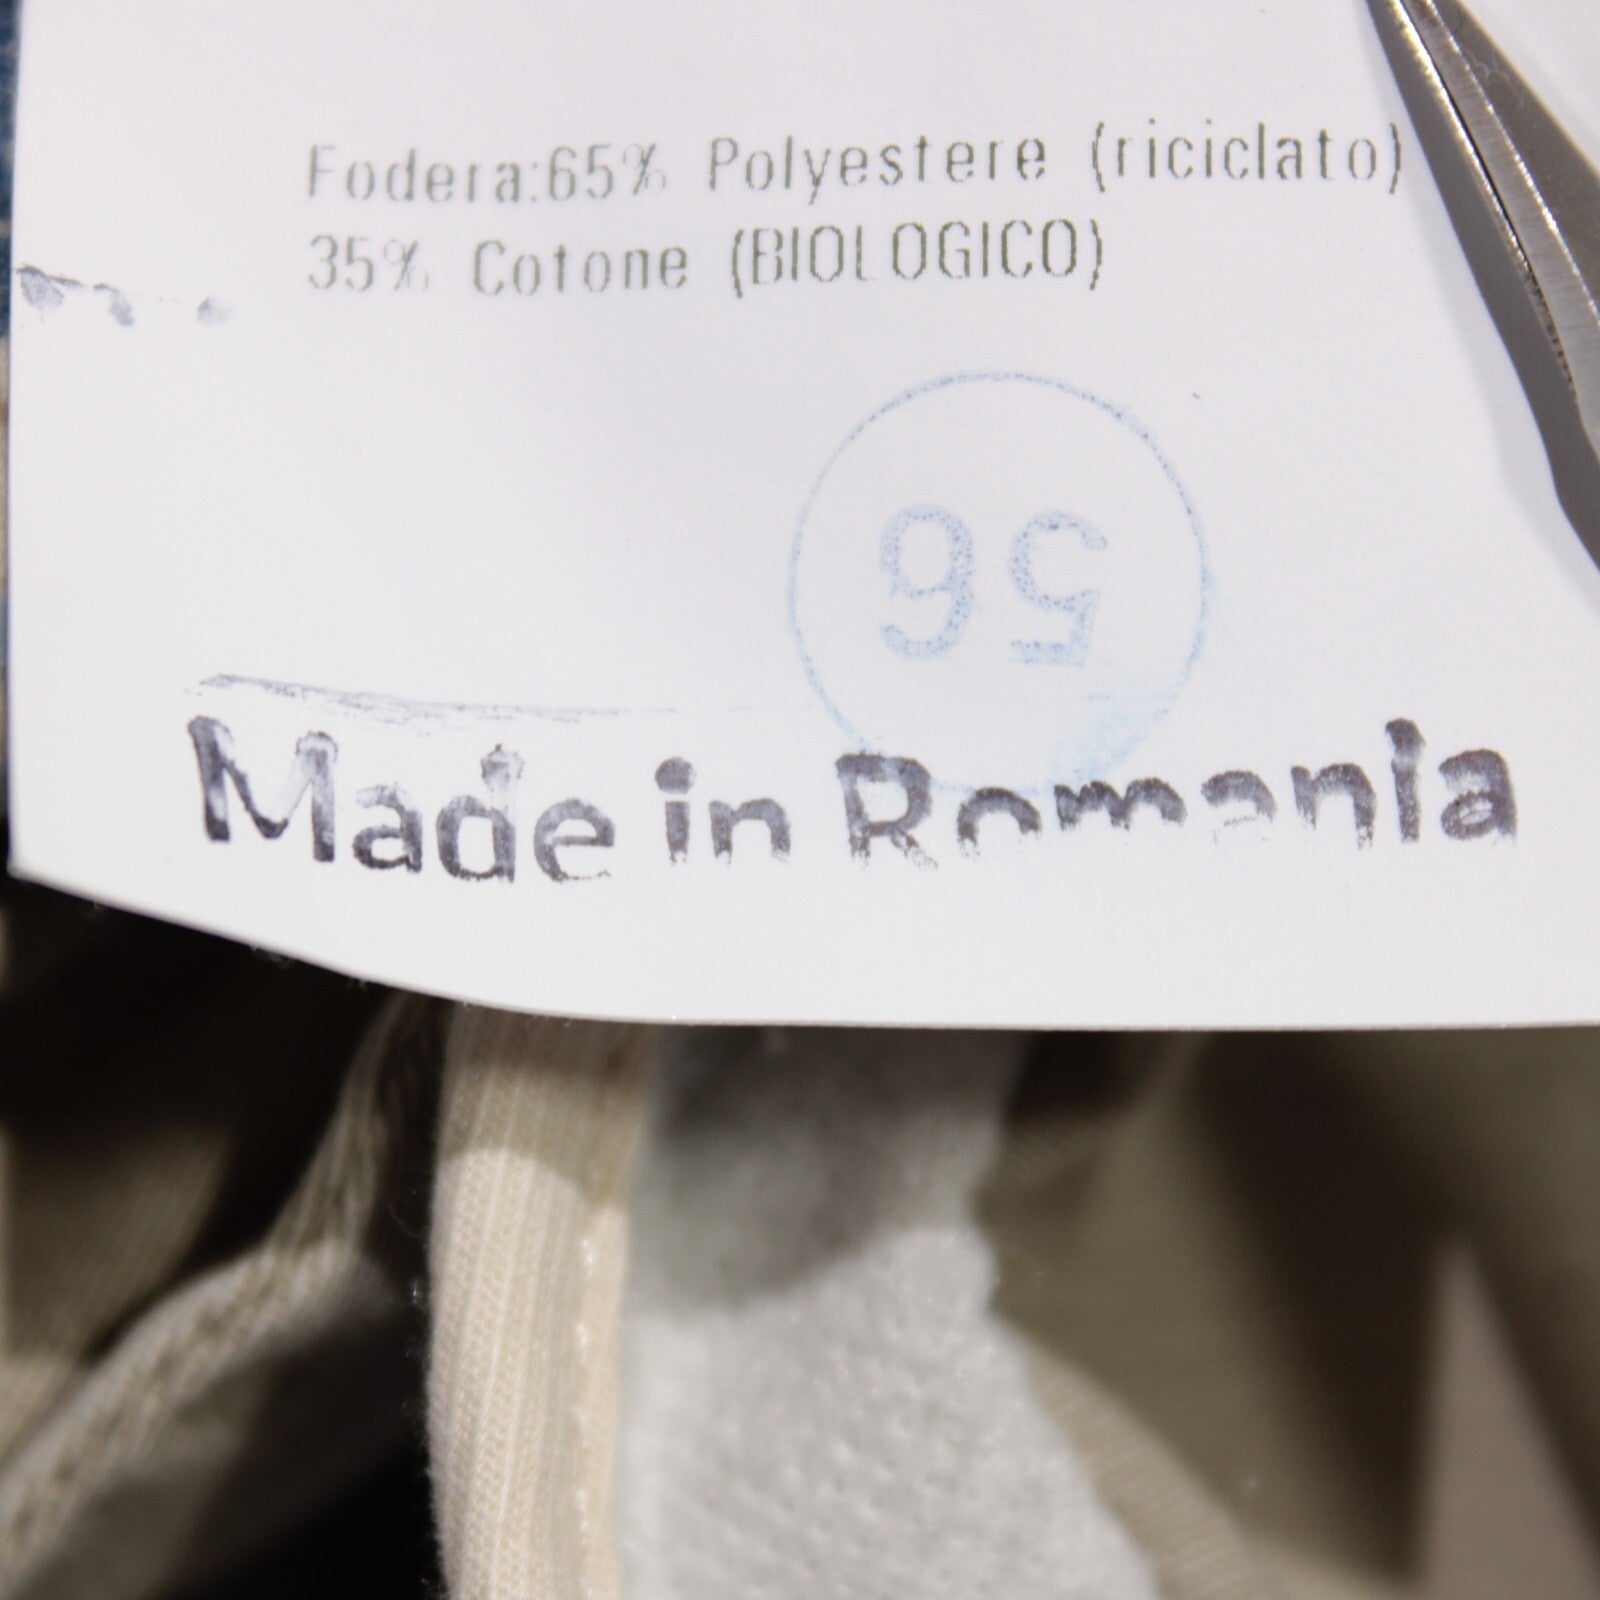 Fodera:65% Polyestere (riciclato)
35% Cotone (BIOLOGICO)
56
Made in Romania